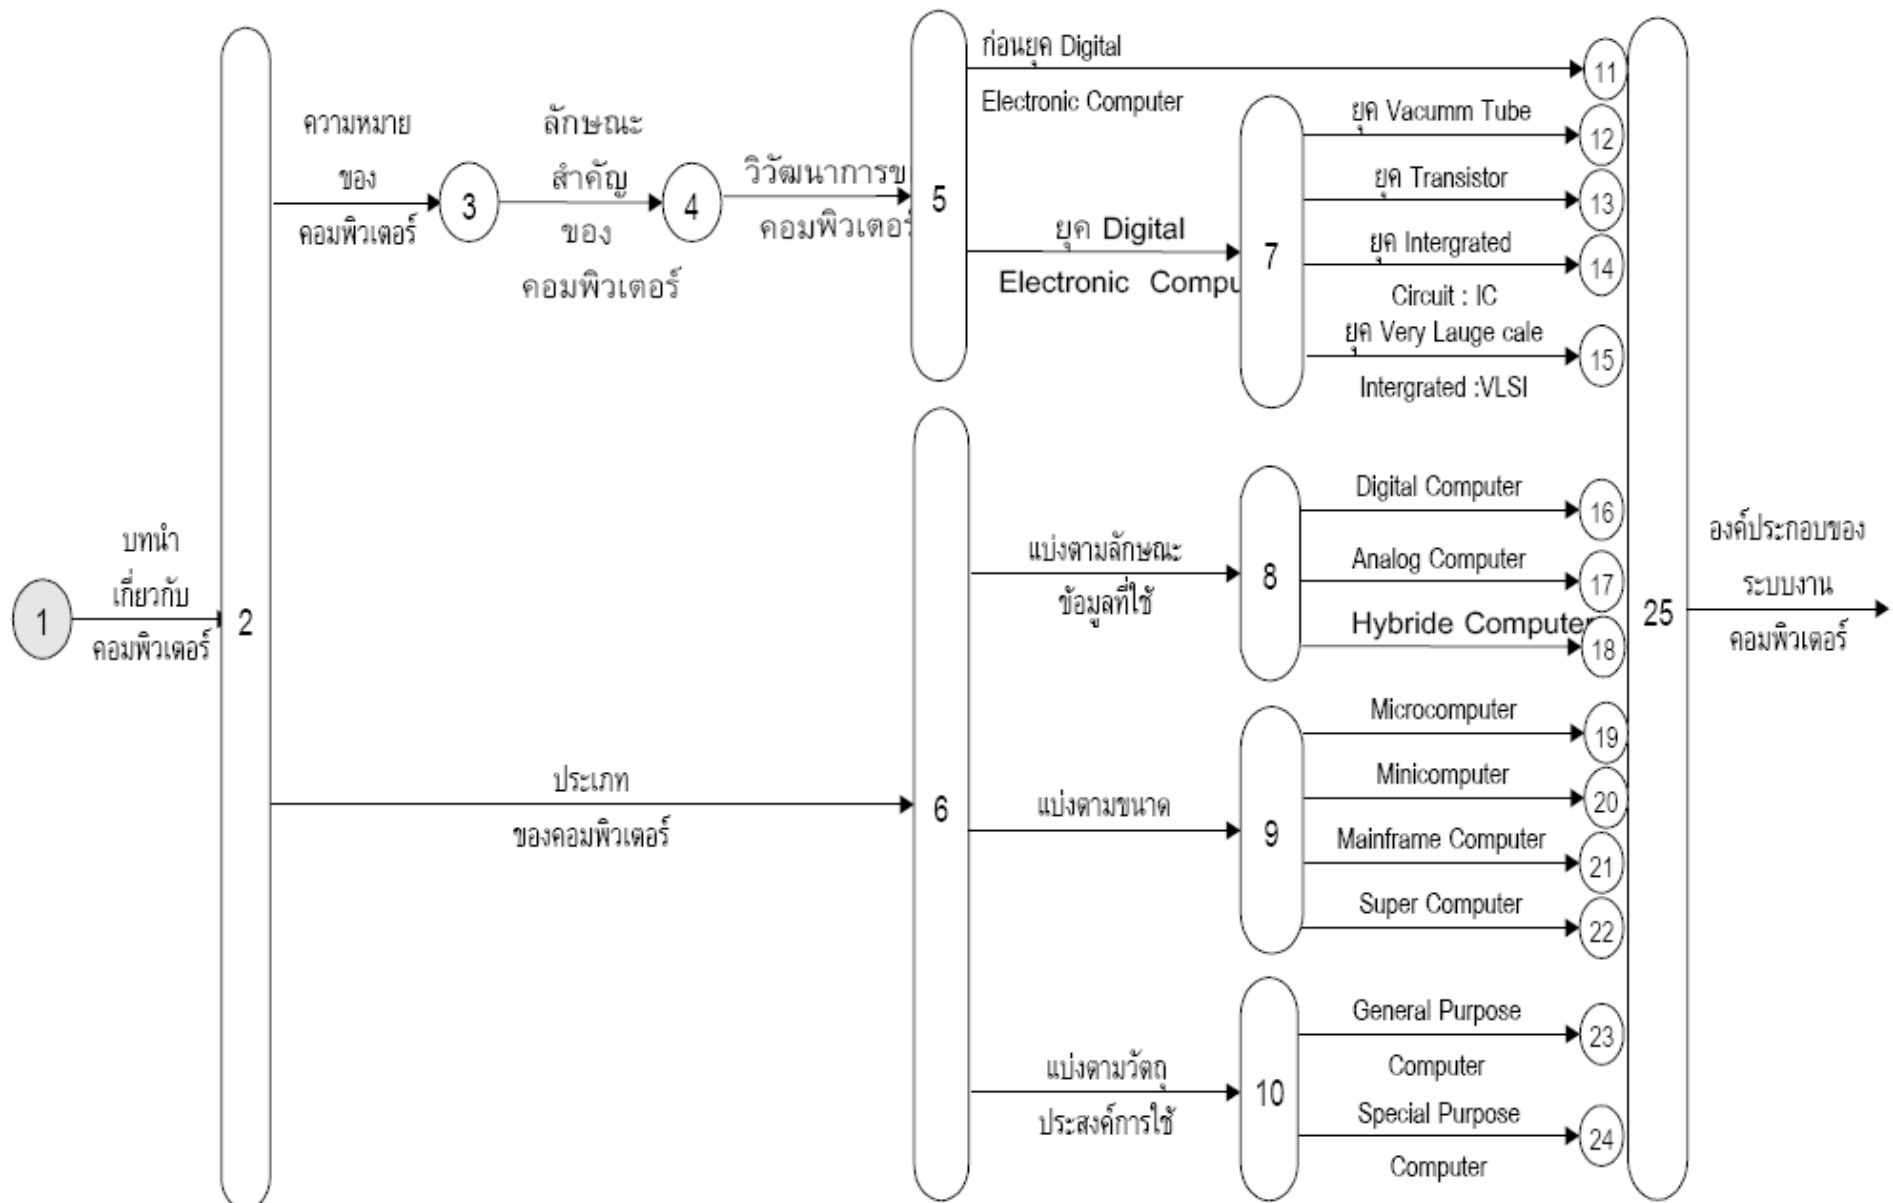 1
บทนำ
เกี่ยวกับ
คอมพิวเตอร์
2
ความหมาย
ของ
คอมพิวเตอร์
3
ลักษณะ
สำคัญ
ของ
คอมพิวเตอร์
4
วิวัฒนาการข
คอมพิวเตอร์
5
ก่อนยุค Digital
Electronic Computer
11
ยุค Digital
Electronic Compu
7
ยุค Vacumm Tube
12
ยุค Transistor
13
ยุค Intergrated
Circuit : IC
14
ยุค Very Lauge cale
Intergrated :VLSI
15
ประเภท
ของคอมพิวเตอร์
6
แบ่งตามลักษณะ
ข้อมูลที่ใช้
8
Digital Computer
16
Analog Computer
17
Hybride Computer
18
แบ่งตามขนาด
9
Microcomputer
19
Minicomputer
20
Mainframe Computer
21
Super Computer
22
แบ่งตามวัตถุ
ประสงค์การใช้
10
General Purpose
Computer
23
Special Purpose
Computer
24
25
องค์ประกอบของ
ระบบงาน
คอมพิวเตอร์